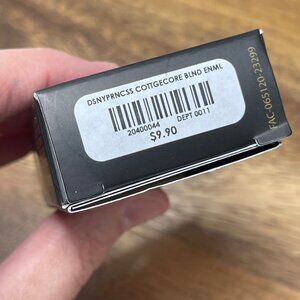 DSNYPRNCSS COTTGECORE BLND ENML
20400044 DEPT 0011
$9.90
FAC-065120-23299